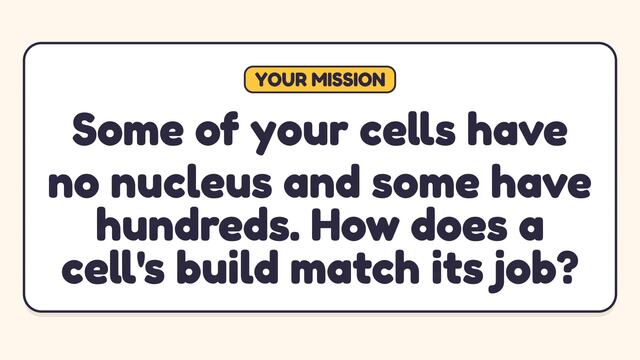 YOUR MISSION
Some of your cells have
no nucleus and some have
hundreds. How does a
cell's build match its job?